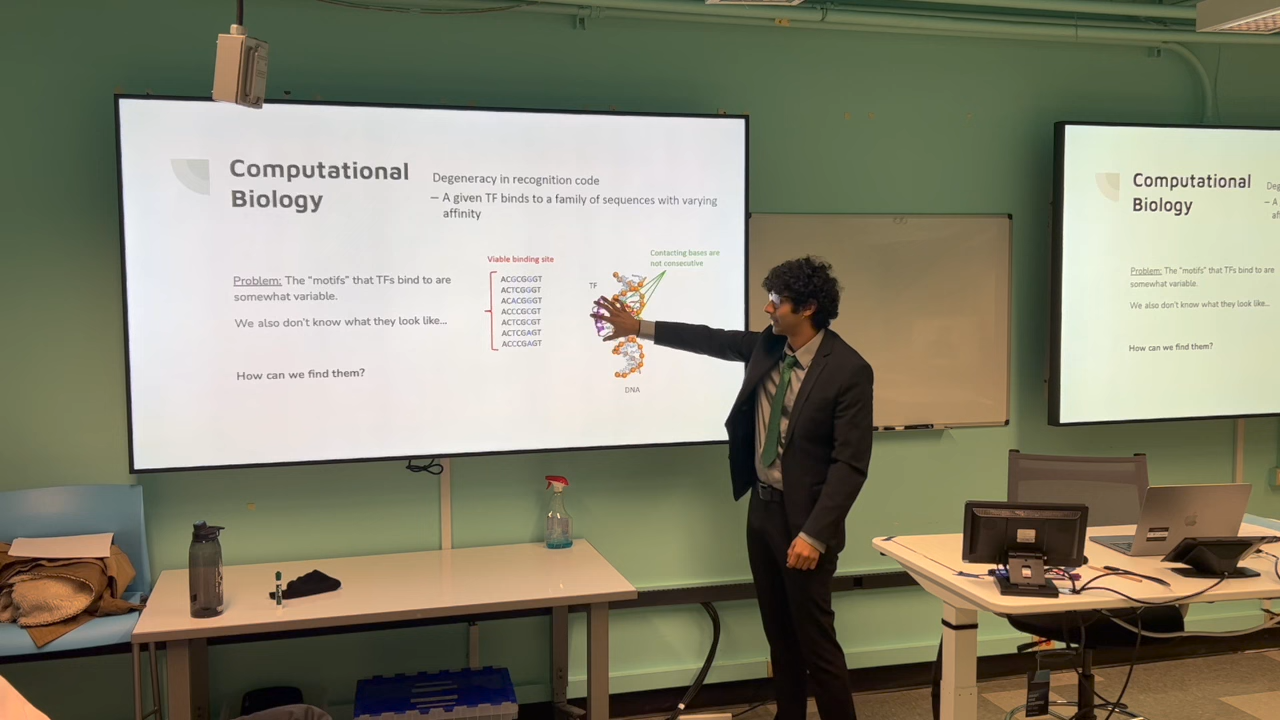 Computational
Biology
Degeneracy in recognition code
– A given TF binds to a family of sequences with varying
affinity
Problem: The "motifs" that TFs bind to are
somewhat variable.
We also don't know what they look like...
How can we find them?
Viable binding site
ACGCGGGT
ACTCGGGT
ACACGGGT
ACCCGCGT
ACTCGCGT
ACTCGAGT
ACCCGAGT
Contacting bases are
not consecutive
TF
DNA
Computational
Biology
Deg
– A
aff
Problem: The "motifs" that TFs bind to are
somewhat variable.
We also don't know what they look like...
How can we find them?